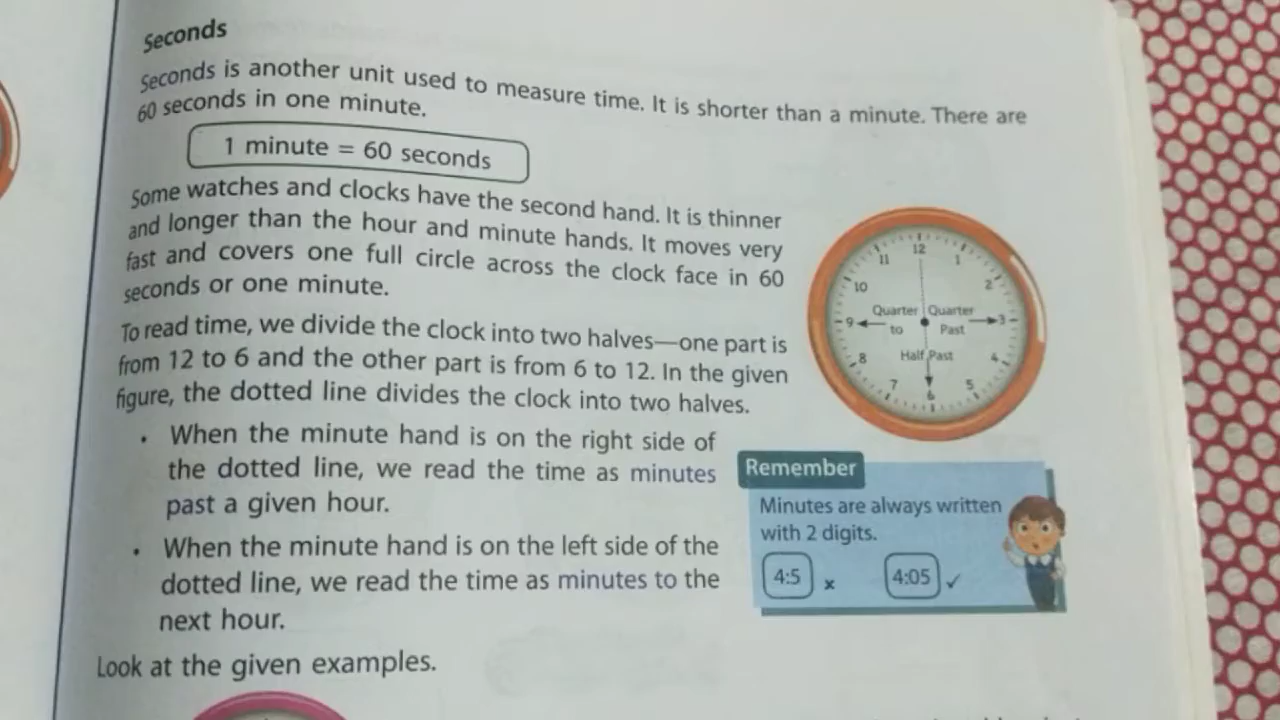 Seconds
Seconds is another unit used to measure time. It is shorter than a minute. There are
60 seconds in one minute.
1 minute = 60 seconds
Some watches and clocks have the second hand. It is thinner
and longer than the hour and minute hands. It moves very
fast and covers one full circle across the clock face in 60
seconds or one minute.
To read time, we divide the clock into two halves—one part is
from 12 to 6 and the other part is from 6 to 12. In the given
figure, the dotted line divides the clock into two halves.
• When the minute hand is on the right side of
the dotted line, we read the time as minutes
past a given hour.
• When the minute hand is on the left side of the
dotted line, we read the time as minutes to the
next hour.
Look at the given examples.
12
11 1
10 2
Quarter Quarter
9 3
to Past
8 Half Past 4
7 5
6
Remember
Minutes are always written
with 2 digits.
4:5 x 4:05 ✓